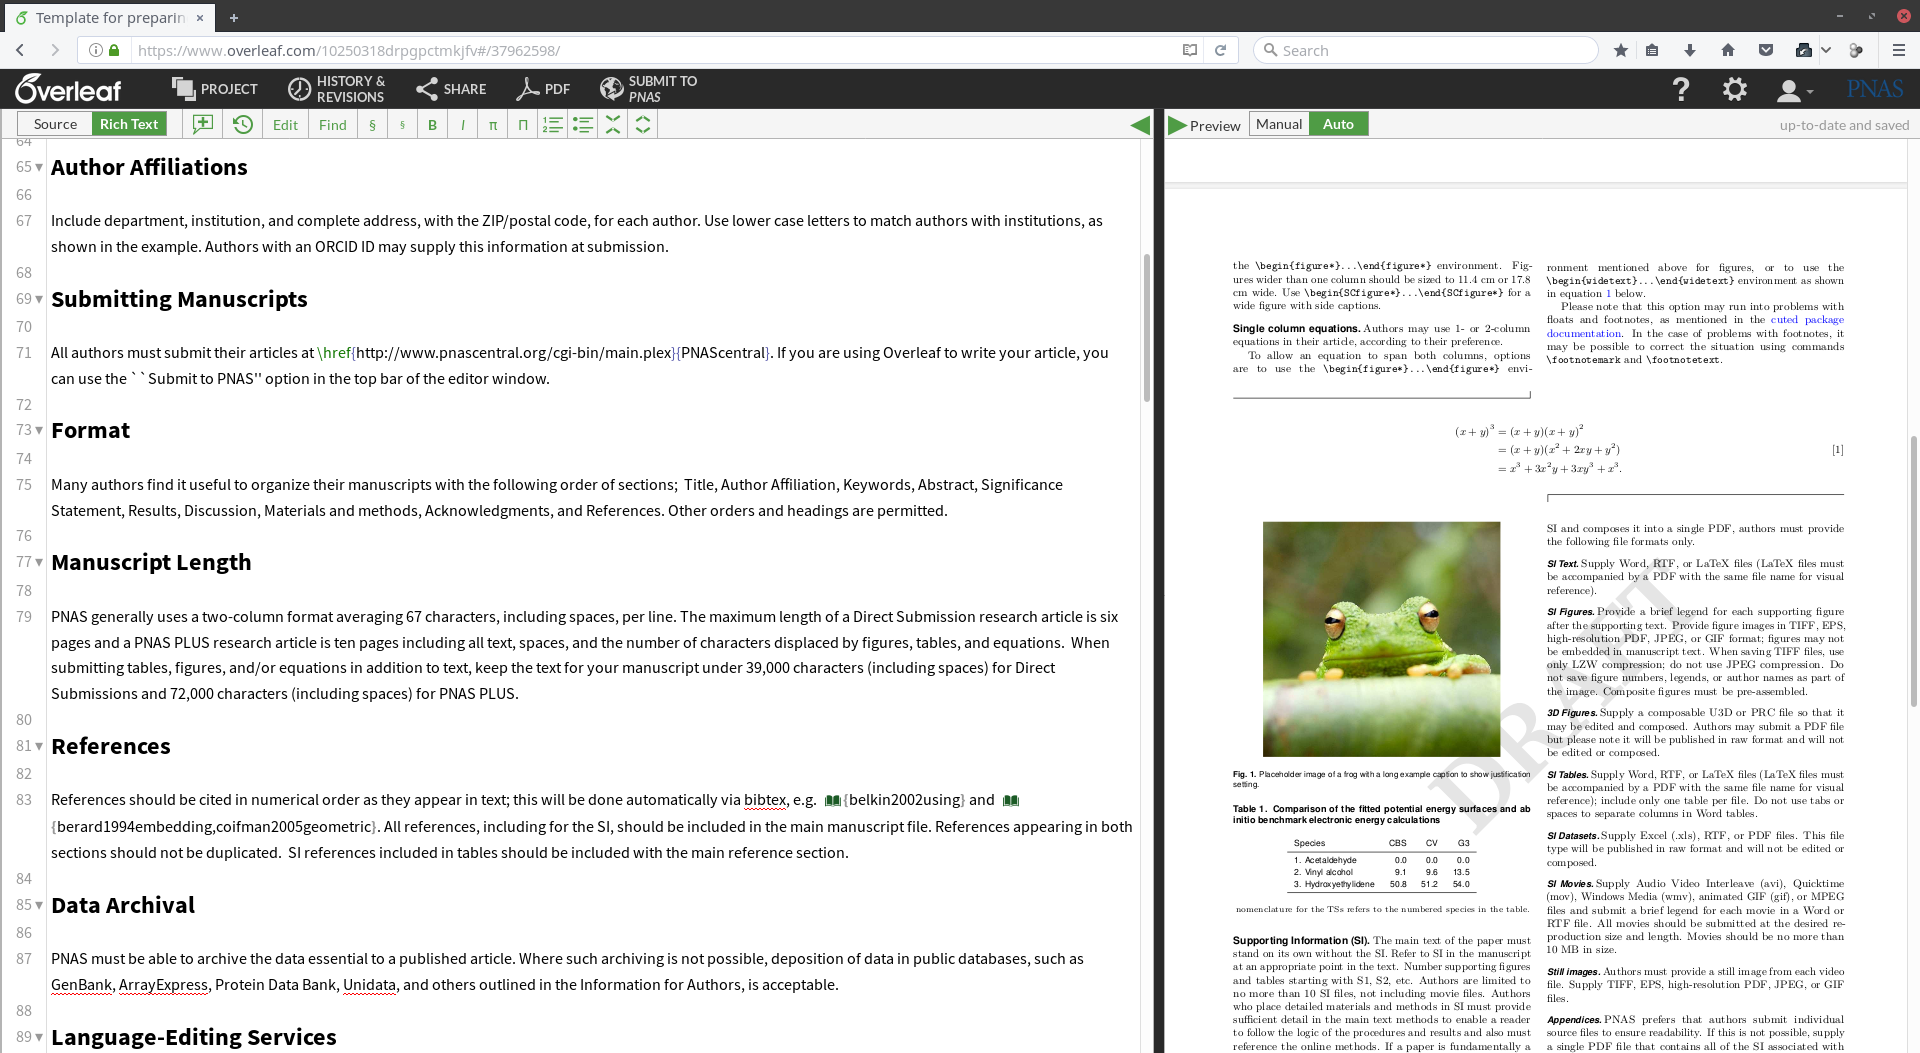 Template for preparin
https://www.overleaf.com/10250318drpgpctmkjfv#/37962598/
Search
Overleaf
PROJECT
HISTORY &
REVISIONS
SHARE
PDF
SUBMIT TO
PNAS
PNAS
Source
Rich Text
Edit
Find
§
§
B
I
π
Π
Preview
Manual
Auto
up-to-date and saved
64
65
Author Affiliations
66
67
Include department, institution, and complete address, with the ZIP/postal code, for each author. Use lower case letters to match authors with institutions, as
shown in the example. Authors with an ORCID ID may supply this information at submission.
68
69
Submitting Manuscripts
70
71
All authors must submit their articles at \href{http://www.pnascentral.org/cgi-bin/main.plex}{PNAScentral}. If you are using Overleaf to write your article, you
can use the ``Submit to PNAS'' option in the top bar of the editor window.
72
73
Format
74
75
Many authors find it useful to organize their manuscripts with the following order of sections;  Title, Author Affiliation, Keywords, Abstract, Significance
Statement, Results, Discussion, Materials and methods, Acknowledgments, and References. Other orders and headings are permitted.
76
77
Manuscript Length
78
79
PNAS generally uses a two-column format averaging 67 characters, including spaces, per line. The maximum length of a Direct Submission research article is six
pages and a PNAS PLUS research article is ten pages including all text, spaces, and the number of characters displaced by figures, tables, and equations.  When
submitting tables, figures, and/or equations in addition to text, keep the text for your manuscript under 39,000 characters (including spaces) for Direct
Submissions and 72,000 characters (including spaces) for PNAS PLUS.
80
81
References
82
83
References should be cited in numerical order as they appear in text; this will be done automatically via bibtex, e.g. {belkin2002using} and
{berard1994embedding,coifman2005geometric}. All references, including for the SI, should be included in the main manuscript file. References appearing in both
sections should not be duplicated.  SI references included in tables should be included with the main reference section.
84
85
Data Archival
86
87
PNAS must be able to archive the data essential to a published article. Where such archiving is not possible, deposition of data in public databases, such as
GenBank, ArrayExpress, Protein Data Bank, Unidata, and others outlined in the Information for Authors, is acceptable.
88
89
Language-Editing Services
the \begin{figure*}...\end{figure*} environment. Fig-
ures wider than one column should be sized to 11.4 cm or 17.8
cm wide. Use \begin{SCfigure*}...\end{SCfigure*} for a
wide figure with side captions.
Single column equations. Authors may use 1- or 2-column
equations in their article, according to their preference.
To allow an equation to span both columns, options
are to use the \begin{figure*}...\end{figure*} envi-
ronment mentioned above for figures, or to use the
\begin{widetext}...\end{widetext} environment as shown
in equation 1 below.
Please note that this option may run into problems with
floats and footnotes, as mentioned in the cuted package
documentation. In the case of problems with footnotes, it
may be possible to correct the situation using commands
\footnotemark and \footnotetext.
(x + y)³ = (x + y)(x + y)²
= (x + y)(x² + 2xy + y²)
[1]
= x³ + 3x²y + 3xy³ + x³.
Fig. 1. Placeholder image of a frog with a long example caption to show justification
setting.
Table 1. Comparison of the fitted potential energy surfaces and ab
initio benchmark electronic energy calculations
Species CBS CV G3
1. Acetaldehyde 0.0 0.0 0.0
2. Vinyl alcohol 9.1 9.6 13.5
3. Hydroxyethylidene 50.8 51.2 54.0
nomenclature for the TSs refers to the numbered species in the table.
Supporting Information (SI). The main text of the paper must
stand on its own without the SI. Refer to SI in the manuscript
at an appropriate point in the text. Number supporting figures
and tables starting with S1, S2, etc. Authors are limited to
no more than 10 SI files, not including movie files. Authors
who place detailed materials and methods in SI must provide
sufficient detail in the main text methods to enable a reader
to follow the logic of the procedures and results and also must
reference the online methods. If a paper is fundamentally a
SI and composes it into a single PDF, authors must provide
the following file formats only.
SI Text. Supply Word, RTF, or LaTeX files (LaTeX files must
be accompanied by a PDF with the same file name for visual
reference).
SI Figures. Provide a brief legend for each supporting figure
after the supporting text. Provide figure images in TIFF, EPS,
high-resolution PDF, JPEG, or GIF format; figures may not
be embedded in manuscript text. When saving TIFF files, use
only LZW compression; do not use JPEG compression. Do
not save figure numbers, legends, or author names as part of
the image. Composite figures must be pre-assembled.
3D Figures. Supply a composable U3D or PRC file so that it
may be edited and composed. Authors may submit a PDF file
but please note it will be published in raw format and will not
be edited or composed.
SI Tables. Supply Word, RTF, or LaTeX files (LaTeX files must
be accompanied by a PDF with the same file name for visual
reference); include only one table per file. Do not use tabs or
spaces to separate columns in Word tables.
SI Datasets. Supply Excel (.xls), RTF, or PDF files. This file
type will be published in raw format and will not be edited or
composed.
SI Movies. Supply Audio Video Interleave (avi), Quicktime
(mov), Windows Media (wmv), animated GIF (gif), or MPEG
files and submit a brief legend for each movie in a Word or
RTF file. All movies should be submitted at the desired re-
production size and length. Movies should be no more than
10 MB in size.
Still images. Authors must provide a still image from each video
file. Supply TIFF, EPS, high-resolution PDF, JPEG, or GIF
files.
Appendices. PNAS prefers that authors submit individual
source files to ensure readability. If this is not possible, supply
a single PDF file that contains all of the SI associated with
DRAFT